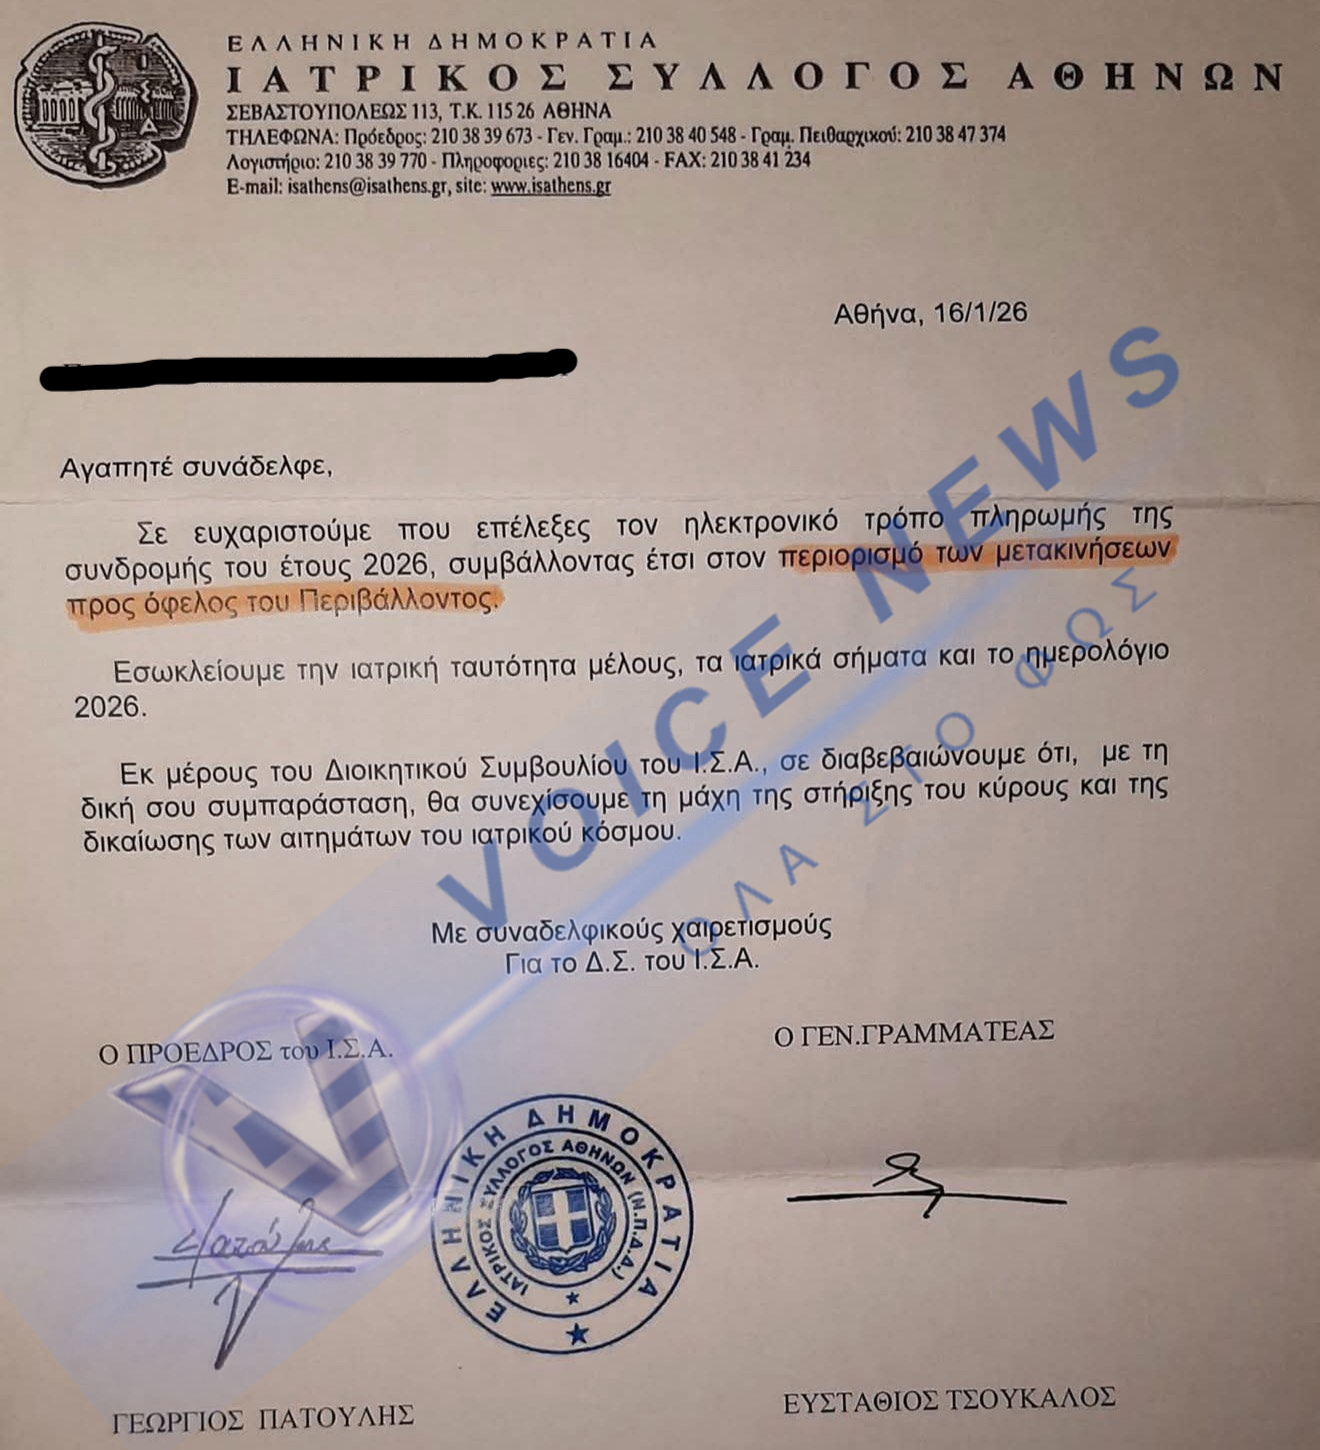 ΕΛΛΗΝΙΚΗ ΔΗΜΟΚΡΑΤΙΑ
ΙΑΤΡΙΚΟΣ ΣΥΛΛΟΓΟΣ ΑΘΗΝΩΝ
ΣΕΒΑΣΤΟΥΠΟΛΕΩΣ 113, Τ.Κ. 115 26 ΑΘΗΝΑ
ΤΗΛΕΦΩΝΑ: Πρόεδρος: 210 38 39 673 - Γεν. Γραμ.: 210 38 40 548 - Γραμ. Πειθαρχικού: 210 38 47 374
Λογιστήριο: 210 38 39 770 - Πληροφοριες: 210 38 16404 - FAX: 210 38 41 234
E-mail: isathens@isathens.gr, site: www.isathens.gr
Αθήνα, 16/1/26
Αγαπητέ συνάδελφε,
Σε ευχαριστούμε που επέλεξες τον ηλεκτρονικό τρόπο πληρωμής της
συνδρομής του έτους 2026, συμβάλλοντας έτσι στον περιορισμό των μετακινήσεων
προς όφελος του Περιβάλλοντος.
Εσωκλείουμε την ιατρική ταυτότητα μέλους, τα ιατρικά σήματα και το ημερολόγιο
2026.
Εκ μέρους του Διοικητικού Συμβουλίου του Ι.Σ.Α., σε διαβεβαιώνουμε ότι, με τη
δική σου συμπαράσταση, θα συνεχίσουμε τη μάχη της στήριξης του κύρους και της
δικαίωσης των αιτημάτων του ιατρικού κόσμου.
Με συναδελφικούς χαιρετισμούς
Για το Δ.Σ. του Ι.Σ.Α.
Ο ΠΡΟΕΔΡΟΣ του Ι.Σ.Α.
Ο ΓΕΝ.ΓΡΑΜΜΑΤΕΑΣ
ΕΛΛΗΝΙΚΗ ΔΗΜΟΚΡΑΤΙΑ
ΙΑΤΡΙΚΟΣ ΣΥΛΛΟΓΟΣ ΑΘΗΝΩΝ (Ν.Π.Δ.Δ.)
ΓΕΩΡΓΙΟΣ ΠΑΤΟΥΛΗΣ
ΕΥΣΤΑΘΙΟΣ ΤΣΟΥΚΑΛΟΣ
VOICE NEWS
ΟΛΑ ΣΤΟ ΦΩΣ